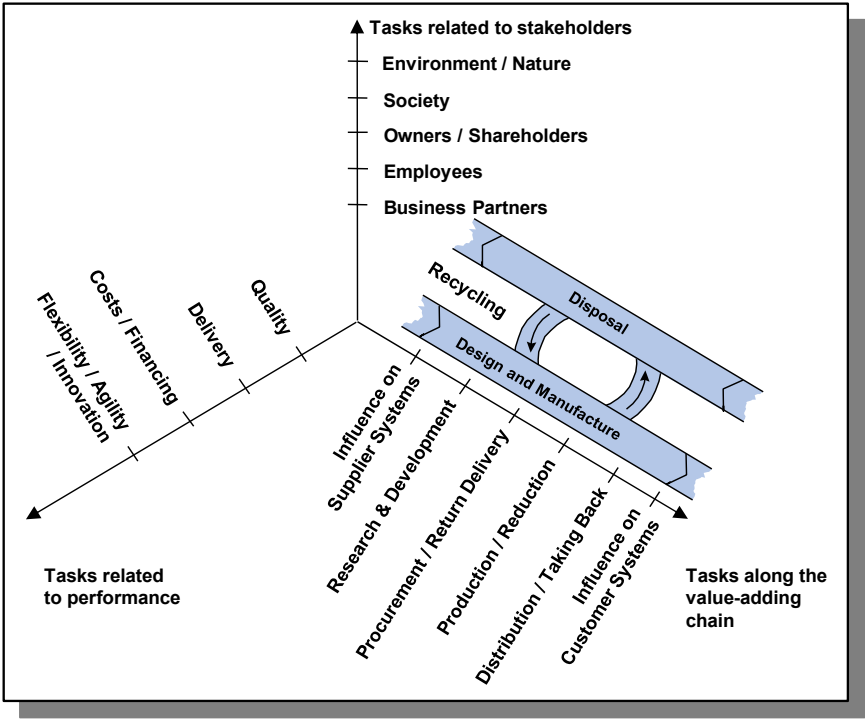 Tasks related to stakeholders
Environment / Nature
Society
Owners / Shareholders
Employees
Business Partners
Quality
Delivery
Costs / Financing
Flexibility / Agility
/ Innovation
Tasks related
to performance
Recycling
Disposal
Design and Manufacture
Influence on
Supplier Systems
Research & Development
Procurement / Return Delivery
Production / Reduction
Distribution / Taking Back
Influence on
Customer Systems
Tasks along the
value-adding
chain